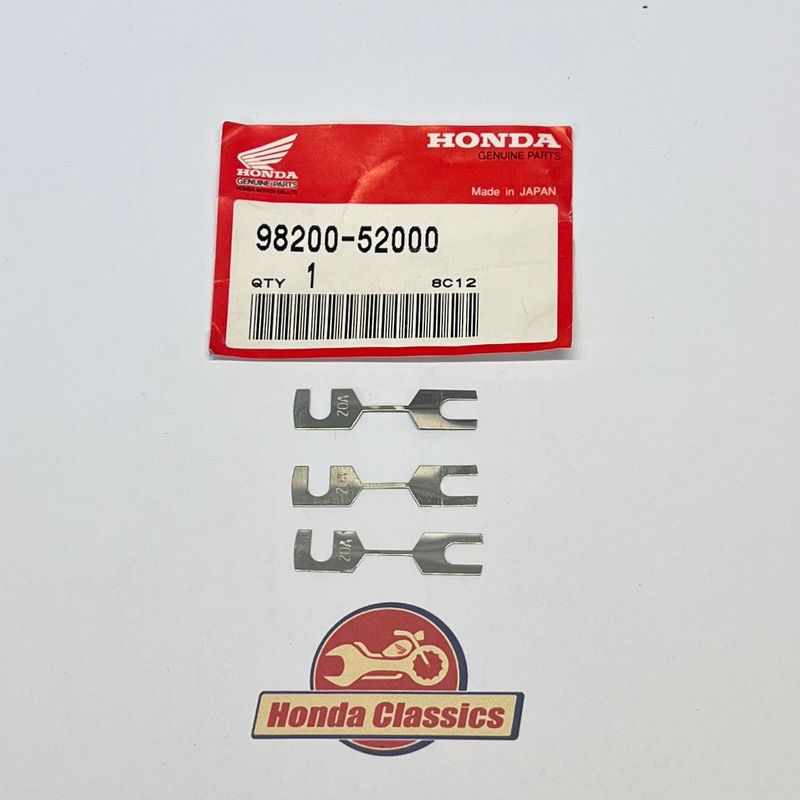 HONDA
GENUINE PARTS
HONDA MOTOR CO.,LTD.
HONDA
GENUINE PARTS
Made in JAPAN
98200-52000
QTY 1 8C12
20A
20A
20A
Honda Classics